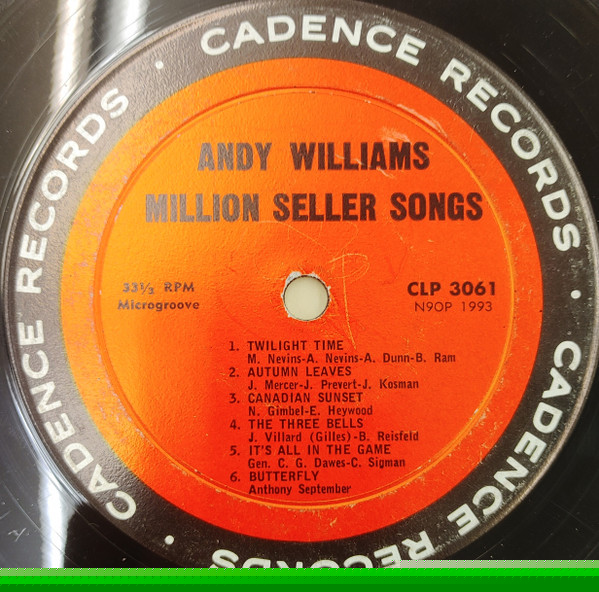 CADENCE RECORDS · CADENCE RECORDS · CADENCE RECORDS ·
ANDY WILLIAMS
MILLION SELLER SONGS
33⅓ RPM
Microgroove
CLP 3061
N9OP 1993
1. TWILIGHT TIME
M. Nevins-A. Nevins-A. Dunn-B. Ram
2. AUTUMN LEAVES
J. Mercer-J. Prevert-J. Kosman
3. CANADIAN SUNSET
N. Gimbel-E. Heywood
4. THE THREE BELLS
J. Villard (Gilles)-B. Reisfeld
5. IT'S ALL IN THE GAME
Gen. C. G. Dawes-C. Sigman
6. BUTTERFLY
Anthony September